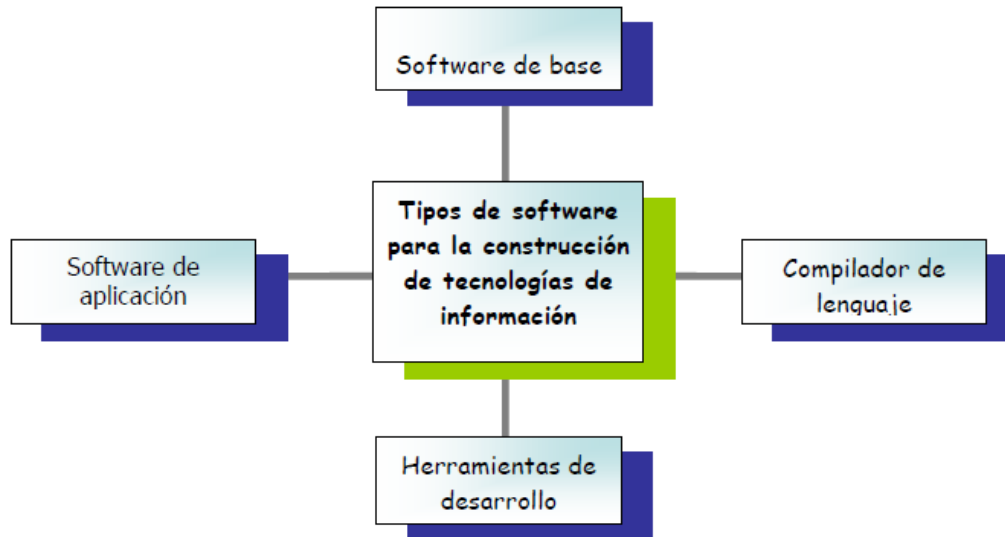 Software de base
Tipos de software
para la construcción
de tecnologías de
información
Software de
aplicación
Compilador de
lenguaje
Herramientas de
desarrollo